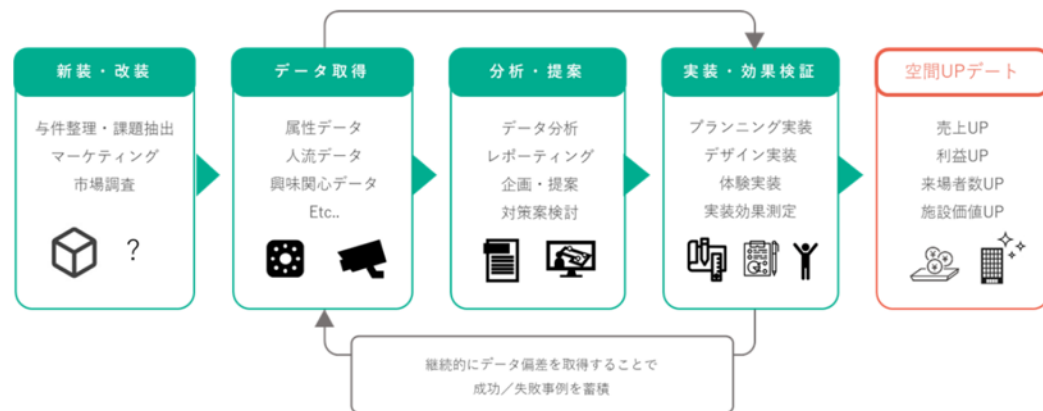 新装・改装
与件整理・課題抽出
マーケティング
市場調査
?
データ取得
属性データ
人流データ
興味関心データ
Etc..
分析・提案
データ分析
レポーティング
企画・提案
対策案検討
実装・効果検証
プランニング実装
デザイン実装
体験実装
実装効果測定
空間UPデート
売上UP
利益UP
来場者数UP
施設価値UP
継続的にデータ偏差を取得することで
成功／失敗事例を蓄積